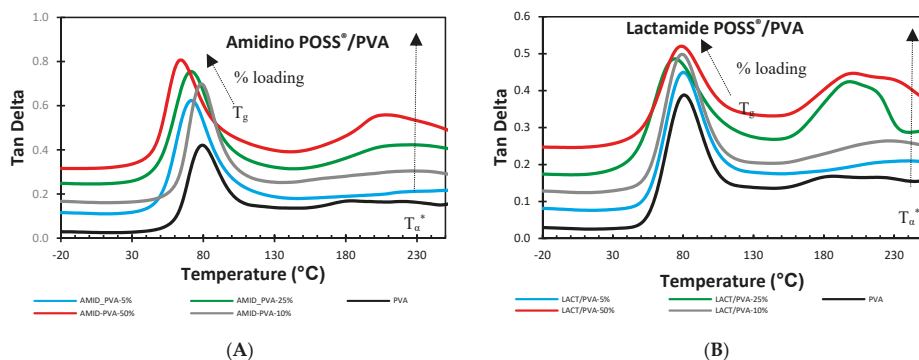 (A)
Amidino POSS®/PVA
% loading
Tg
Tα*
Tan Delta
1.0
0.8
0.6
0.4
0.2
0.0
-20 30 80 130 180 230
Temperature (°C)
AMID_PVA-5% AMID_PVA-25% PVA
AMID-PVA-50% AMID-PVA-10%
(A)
B)
Lactamide POSS®/PVA
% loading
Tg
Tα*
Tan Delta
0.6
0.5
0.4
0.3
0.2
0.1
0.0
-20 30 80 130 180 230
Temperature (°C)
LACT/PVA-5% LACT/PVA-25% PVA
LACT/PVA-50% LACT/PVA-10%
(B)